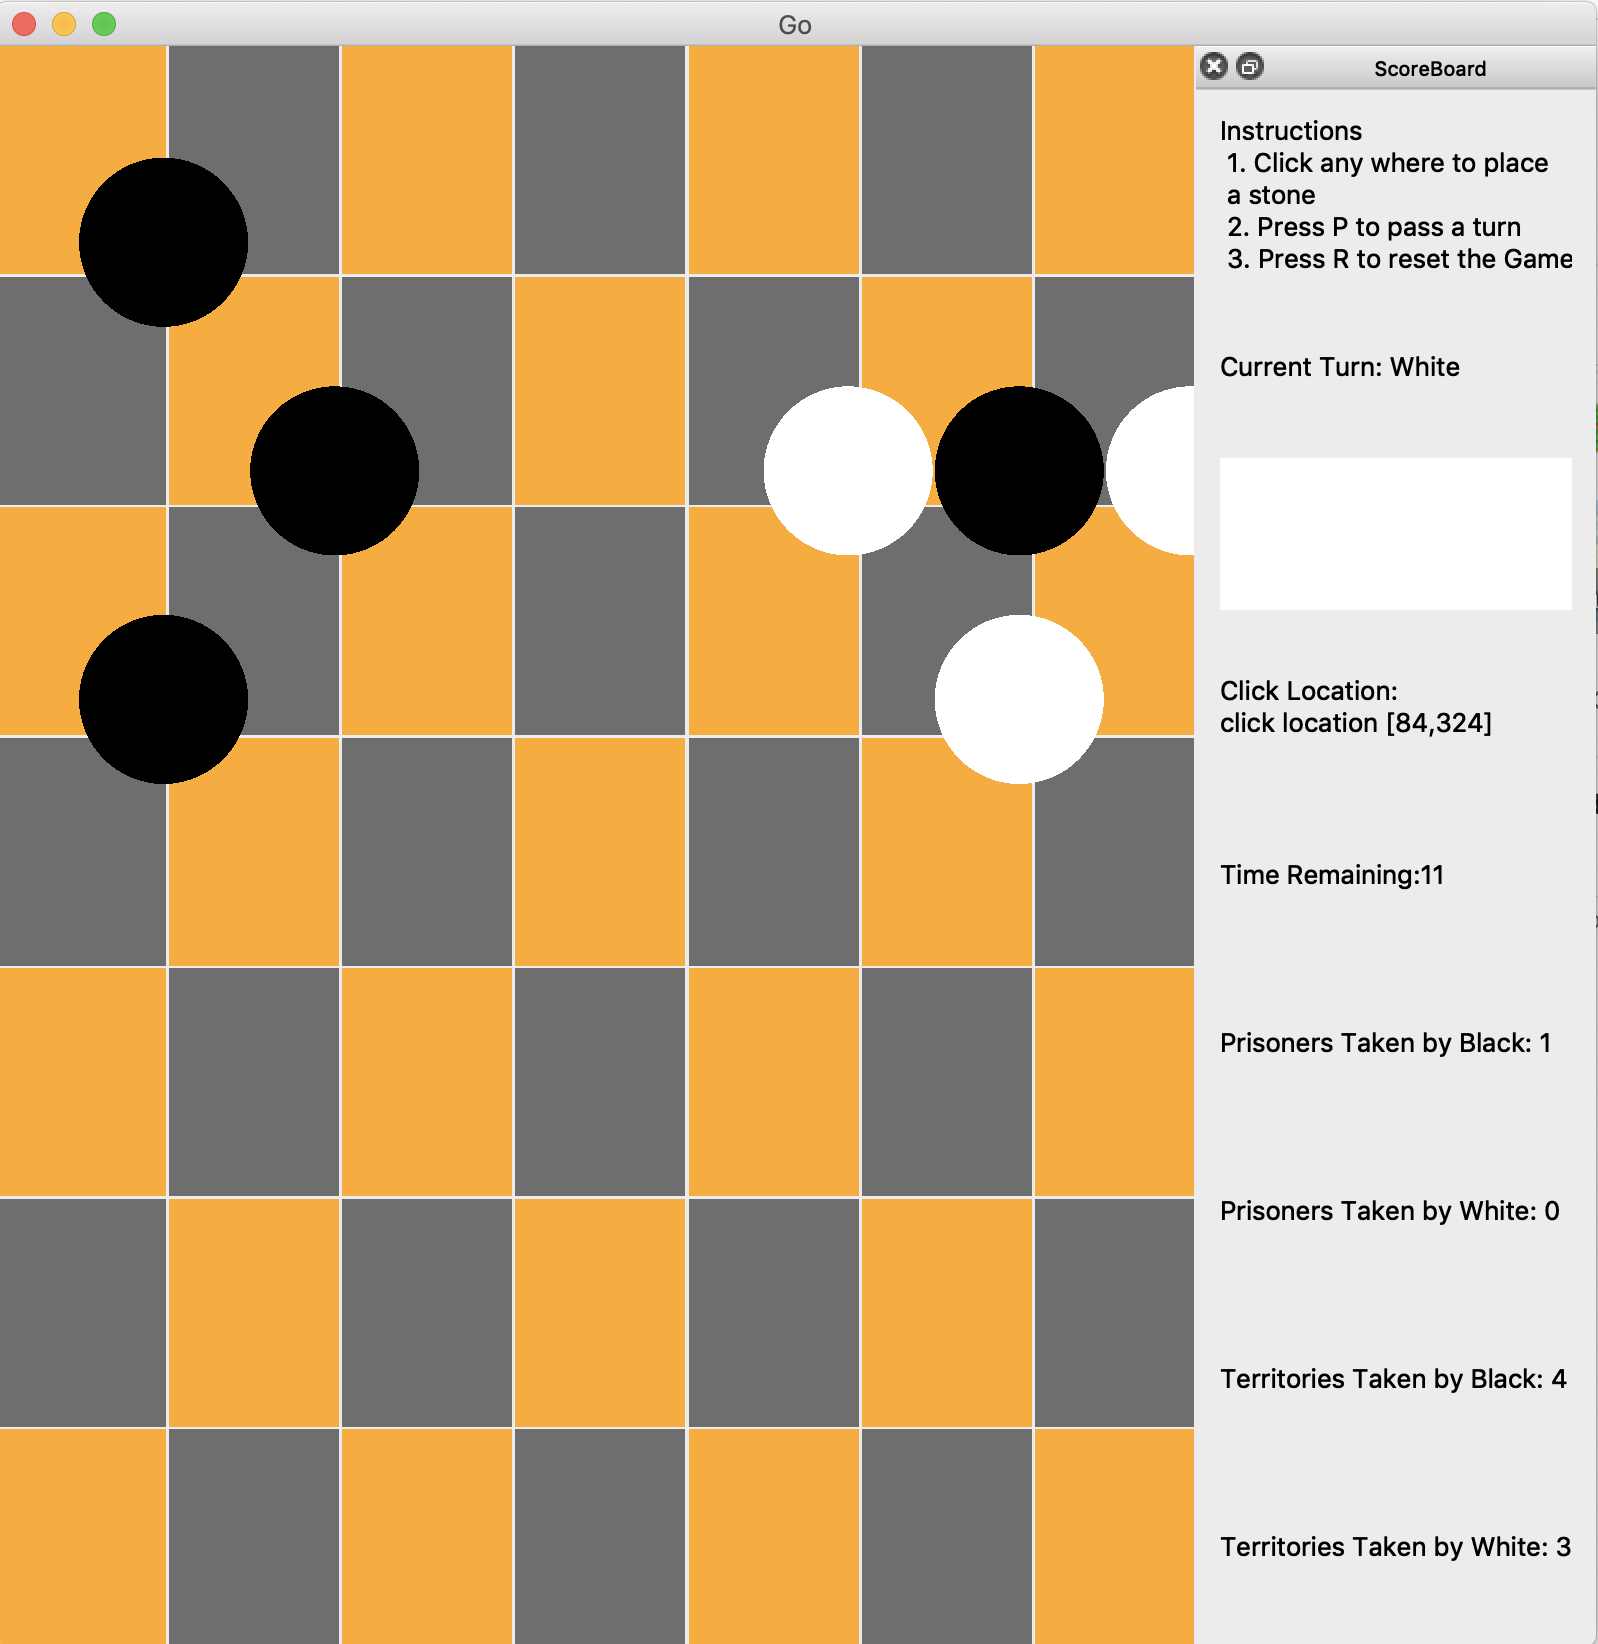 Go
ScoreBoard
Instructions
1. Click any where to place
a stone
2. Press P to pass a turn
3. Press R to reset the Game
Current Turn: White
Click Location:
click location [84,324]
Time Remaining:11
Prisoners Taken by Black: 1
Prisoners Taken by White: 0
Territories Taken by Black: 4
Territories Taken by White: 3